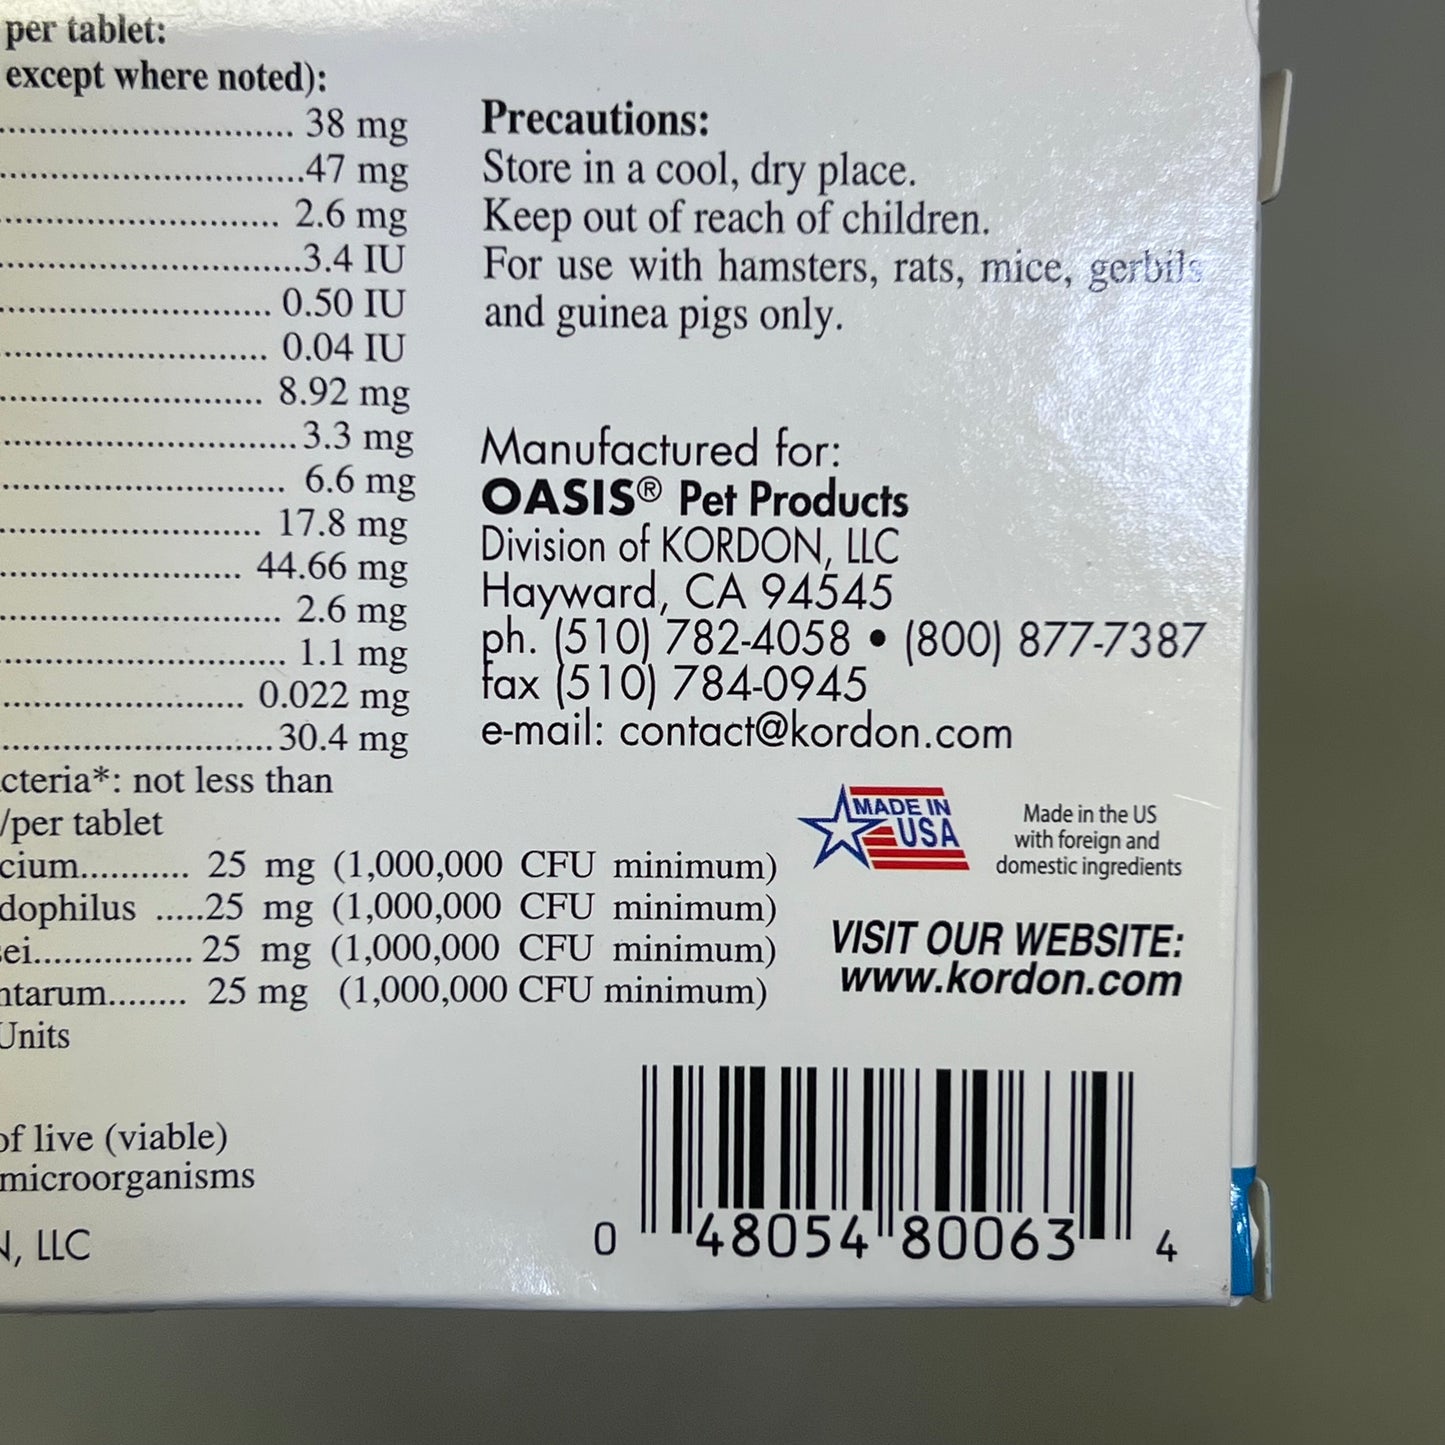 per tablet:
except where noted):
............................ 38 mg
.............................47 mg
............................ 2.6 mg
.............................3.4 IU
........................... 0.50 IU
........................... 0.04 IU
.......................... 8.92 mg
.............................3.3 mg
............................ 6.6 mg
.......................... 17.8 mg
........................ 44.66 mg
............................ 2.6 mg
............................ 1.1 mg
........................ 0.022 mg
...........................30.4 mg
cteria*: not less than
/per tablet
cium........... 25 mg (1,000,000 CFU minimum)
dophilus .....25 mg (1,000,000 CFU minimum)
sei................ 25 mg (1,000,000 CFU minimum)
ntarum........ 25 mg (1,000,000 CFU minimum)
Units
of live (viable)
microorganisms
N, LLC
Precautions:
Store in a cool, dry place.
Keep out of reach of children.
For use with hamsters, rats, mice, gerbils
and guinea pigs only.
Manufactured for:
OASIS® Pet Products
Division of KORDON, LLC
Hayward, CA 94545
ph. (510) 782-4058 • (800) 877-7387
fax (510) 784-0945
e-mail: contact@kordon.com
MADE IN
USA
Made in the US
with foreign and
domestic ingredients
VISIT OUR WEBSITE:
www.kordon.com
0 48054 80063 4